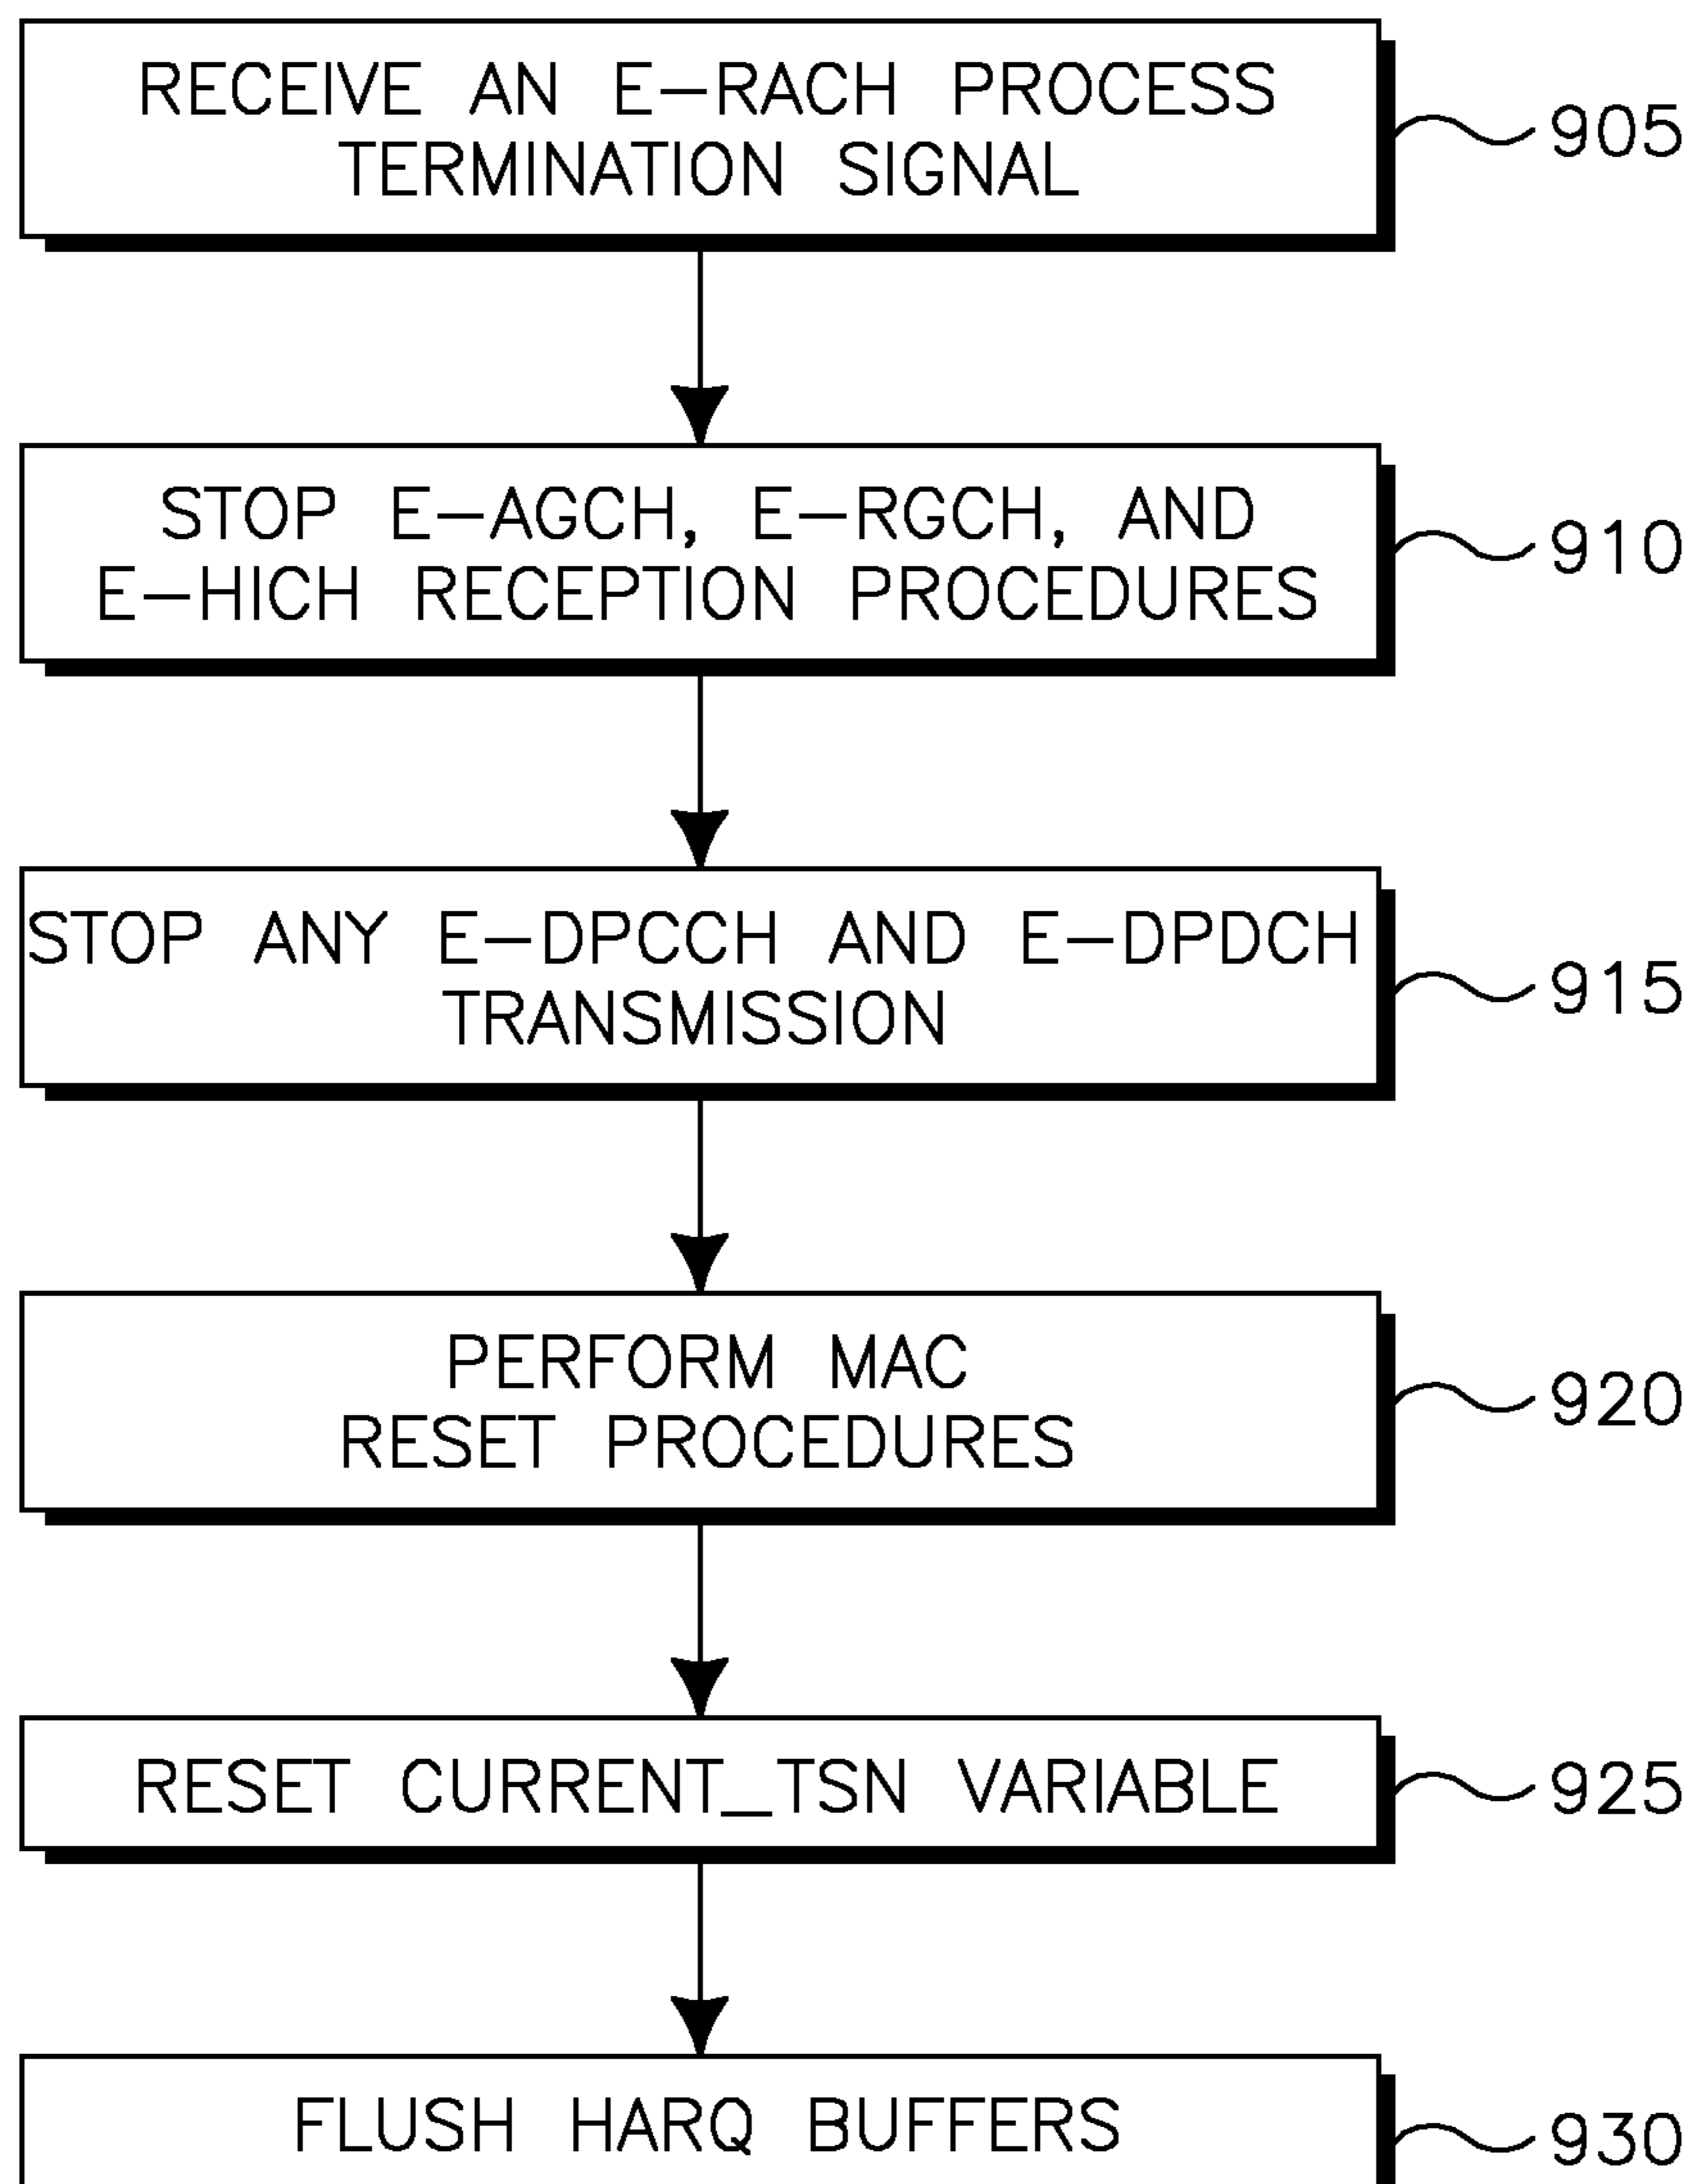 RECEIVE AN E-RACH PROCESS
TERMINATION SIGNAL
905
STOP E-AGCH, E-RGCH, AND
E-HICH RECEPTION PROCEDURES
910
STOP ANY E-DPCCH AND E-DPDCH
TRANSMISSION
915
PERFORM MAC
RESET PROCEDURES
920
RESET CURRENT_TSN VARIABLE
925
FLUSH HARQ BUFFERS
930